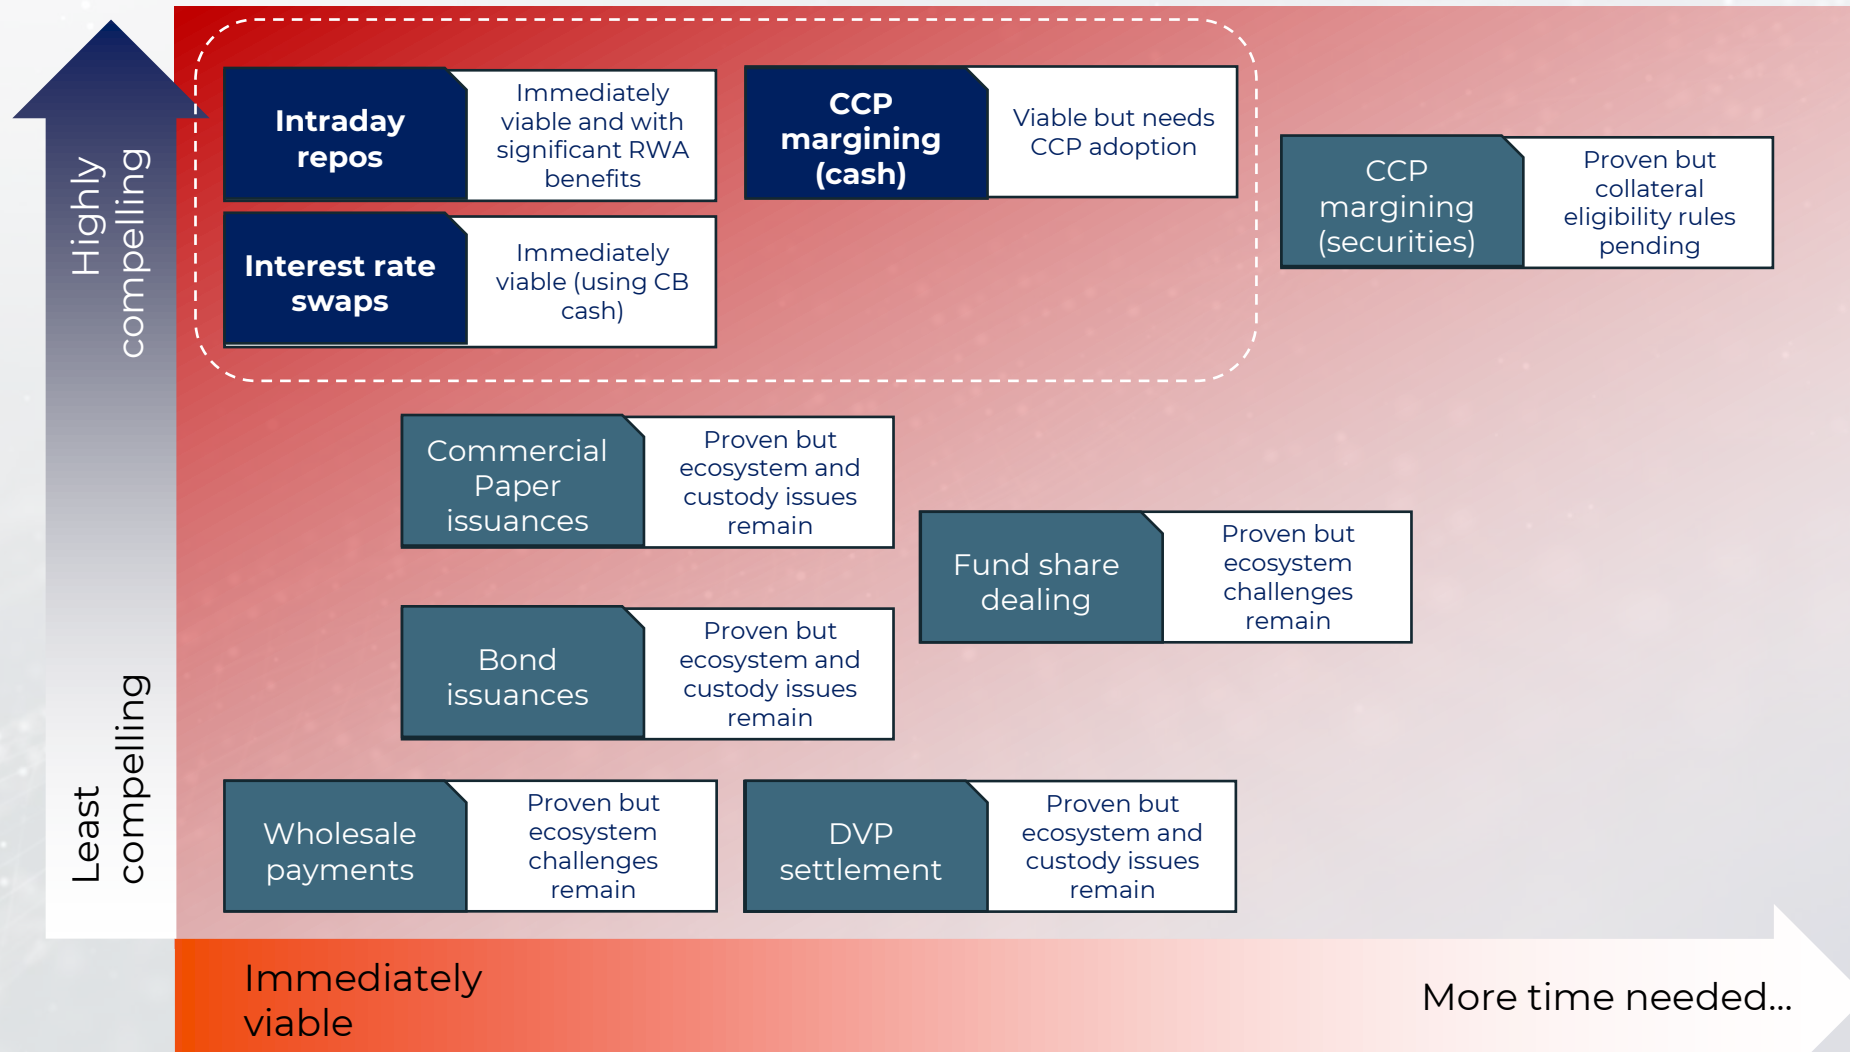 Highly
compelling
Least
compelling
Intraday
repos
Immediately
viable and with
significant RWA
benefits
CCP
margining
(cash)
Viable but needs
CCP adoption
CCP
margining
(securities)
Proven but
collateral
eligibility rules
pending
Interest rate
swaps
Immediately
viable (using CB
cash)
Commercial
Paper
issuances
Proven but
ecosystem and
custody issues
remain
Fund share
dealing
Proven but
ecosystem
challenges
remain
Bond
issuances
Proven but
ecosystem and
custody issues
remain
Wholesale
payments
Proven but
ecosystem
challenges
remain
DVP
settlement
Proven but
ecosystem and
custody issues
remain
Immediately
viable
More time needed...